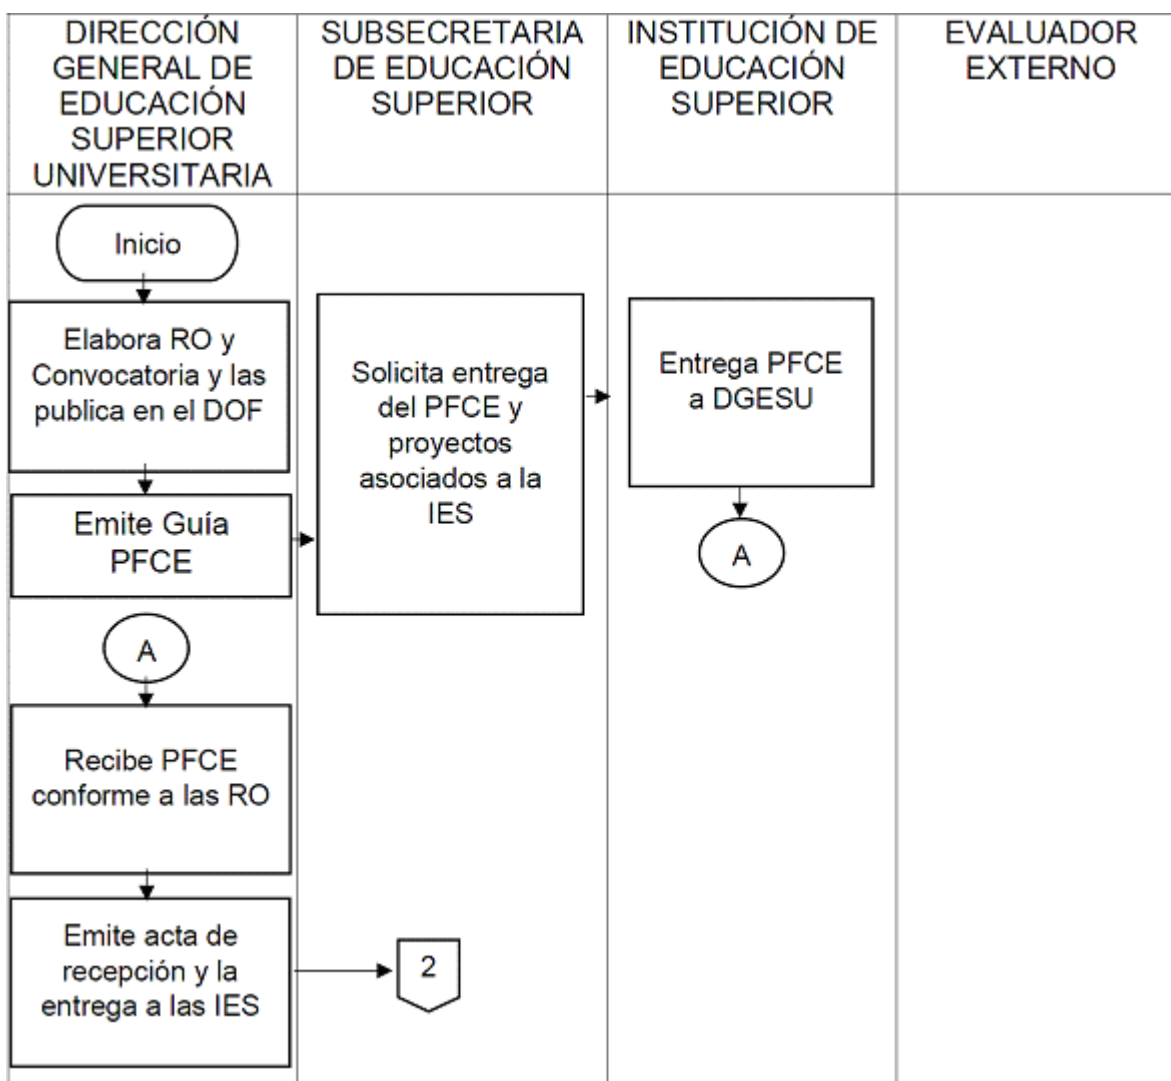 DIRECCIÓN
GENERAL DE
EDUCACIÓN
SUPERIOR
UNIVERSITARIA
SUBSECRETARIA
DE EDUCACIÓN
SUPERIOR
INSTITUCIÓN DE
EDUCACIÓN
SUPERIOR
EVALUADOR
EXTERNO
Inicio
Elabora RO y
Convocatoria y las
publica en el DOF
Emite Guía
PFCE
Solicita entrega
del PFCE y
proyectos
asociados a la
IES
Entrega PFCE
a DGESU
A
A
Recibe PFCE
conforme a las RO
Emite acta de
recepción y la
entrega a las IES
2